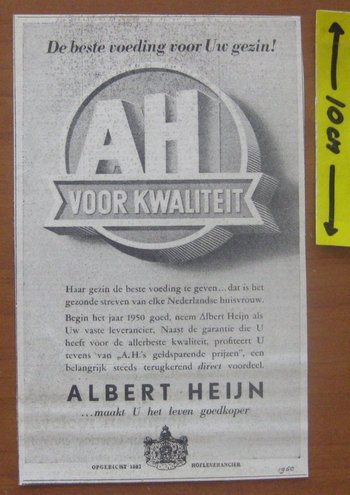 De beste voeding voor Uw gezin!
AH
VOOR KWALITEIT
10cm
Haar gezin de beste voeding te geven...dat is het
gezonde streven van elke Nederlandse huisvrouw.
Begin het jaar 1950 goed, neem Albert Heijn als
Uw vaste leverancier. Naast de garantie die U
heeft voor de allerbeste kwaliteit, profiteert U
tevens van „A.H.'s geldsparende prijzen”, een
belangrijk steeds terugkerend direct voordeel.
ALBERT HEIJN
...maakt U het leven goedkoper
OPGERICHT 1887 HOFLEVERANCIER
1950